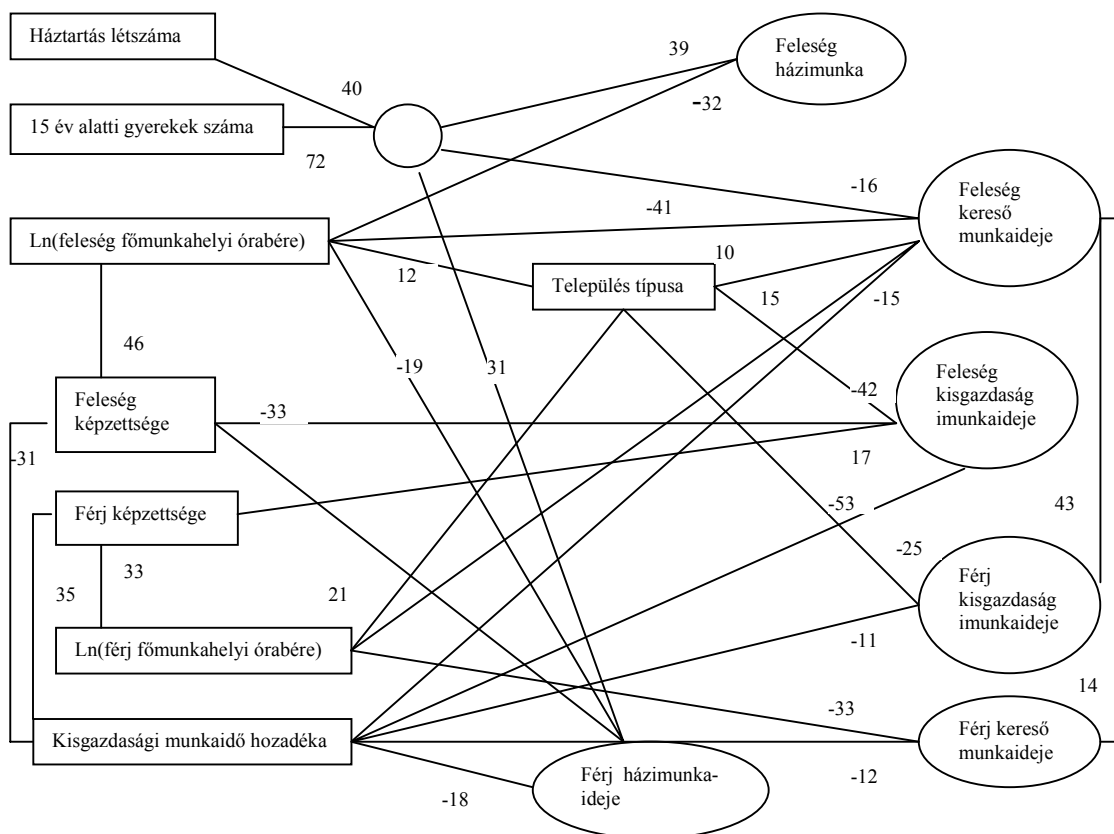 Háztartás létszáma
39
Feleség
házimunka
40
-32
15 év alatti gyerekek száma
72
-16
Feleség
kereső
munkaideje
-41
Ln(feleség főmunkahelyi órabére)
10
12
Település típusa
15
-15
46
-19
31
Feleség
kisgazdaság
imunkaideje
Feleség
képzettsége
-33
-42
-31
17
Férj képzettsége
-53
43
33
-25
35
21
Férj
kisgazdaság
imunkaideje
Ln(férj főmunkahelyi órabére)
-11
14
-33
Kisgazdasági munkaidő hozadéka
Férj kereső
munkaideje
Férj házimunka-
ideje
-12
-18